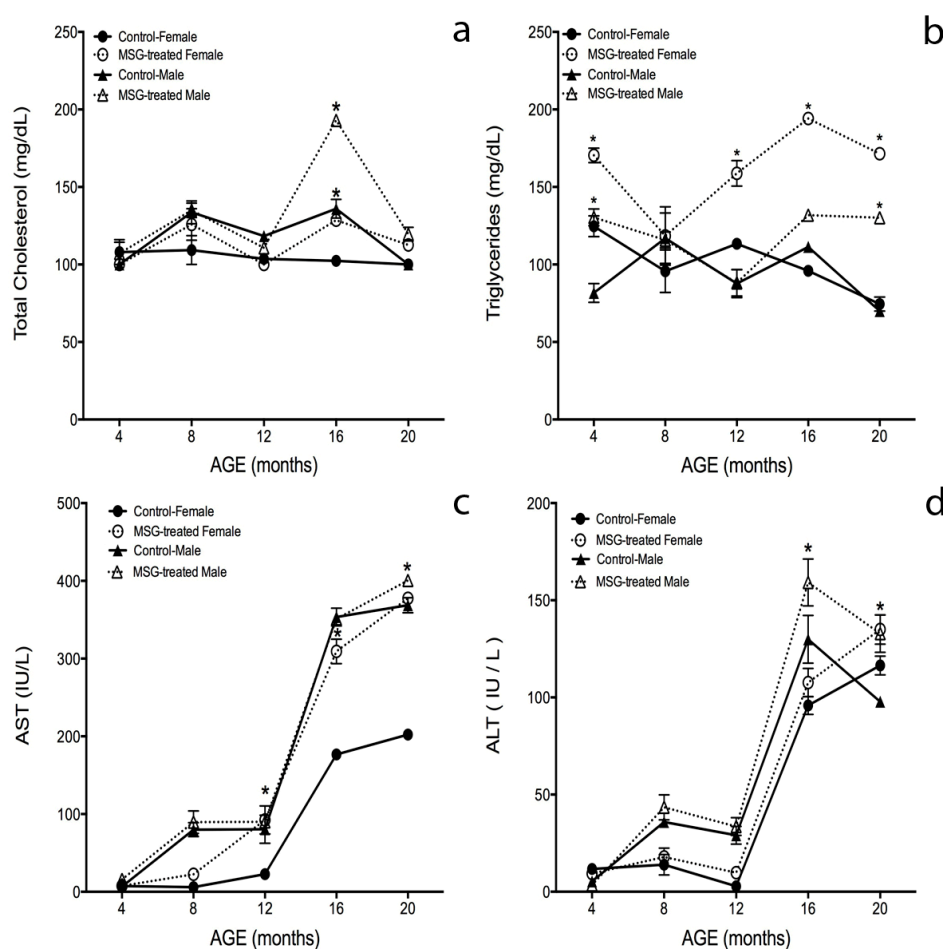 a
Control-Female
MSG-treated Female
Control-Male
MSG-treated Male
250
200
150
100
50
0
Total Cholesterol (mg/dL)
*
*
4 8 12 16 20
AGE (months)
b
Control-Female
MSG-treated Female
Control-Male
MSG-treated Male
250
200
150
100
50
0
Triglycerides (mg/dL)
*
*
*
*
*
*
4 8 12 16 20
AGE (months)
c
Control-Female
MSG-treated Female
Control-Male
MSG-treated Male
500
400
300
200
100
0
AST (IU/L)
*
*
*
4 8 12 16 20
AGE (months)
d
Control-Female
MSG-treated Female
Control-Male
MSG-treated Male
200
150
100
50
0
ALT ( IU / L )
*
*
4 8 12 16 20
AGE (months)